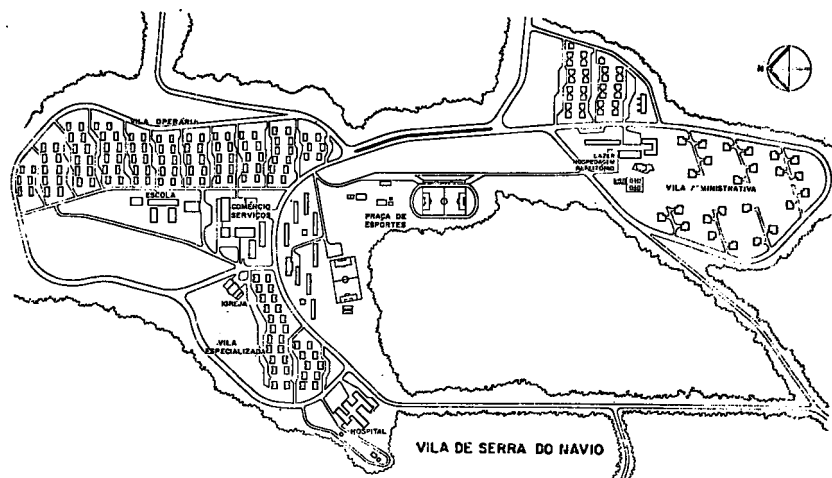 N
VILA OPERÁRIA
ESCOLA
COMÉRCIO
SERVIÇOS
PRAÇA DE
ESPORTES
LAZER
HOSPEDAGEM
VILA
IGREJA
VILA
ESPECIALIZADA
HOSPITAL
VILA DE SERRA DO NAVIO